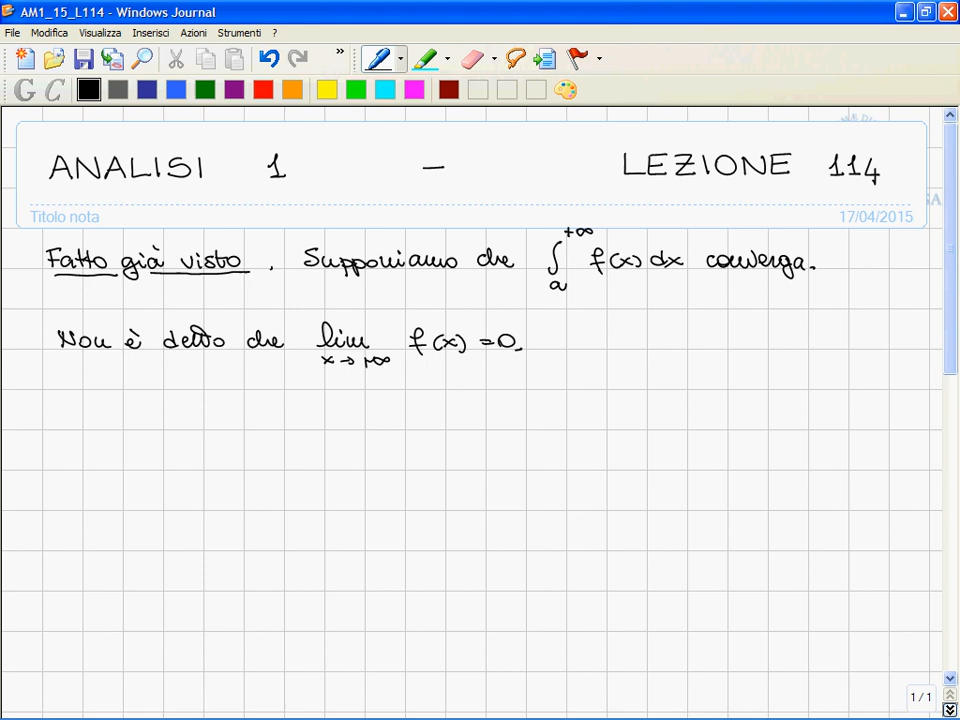 AM1_15_L114 - Windows Journal
File Modifica Visualizza Inserisci Azioni Strumenti ?
»
G C
ANALISI 1 — LEZIONE 114
Titolo nota 17/04/2015
Fatto già visto. Supponiamo che ∫_a^{+∞} f(x) dx converga.
Non è detto che lim_{x→+∞} f(x) = 0.
1 / 1